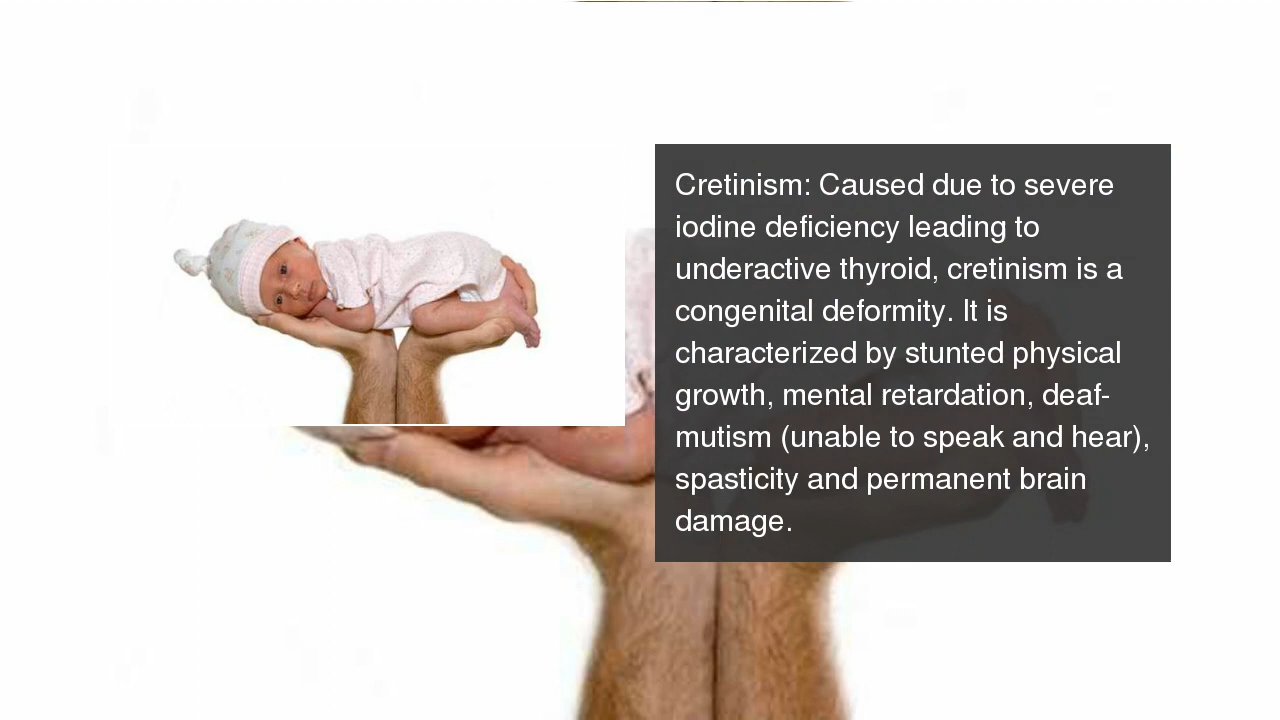 Cretinism: Caused due to severe
iodine deficiency leading to
underactive thyroid, cretinism is a
congenital deformity. It is
characterized by stunted physical
growth, mental retardation, deaf-
mutism (unable to speak and hear),
spasticity and permanent brain
damage.